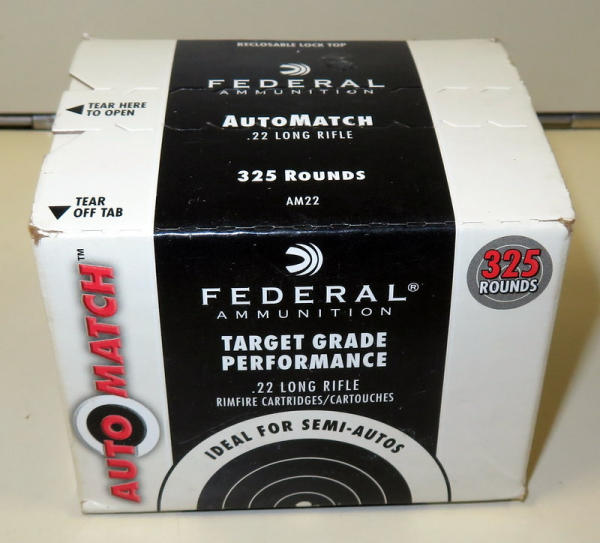 RECLOSABLE LOCK TOP
FEDERAL
AMMUNITION
TEAR HERE
TO OPEN
AUTOMATCH
.22 LONG RIFLE
325 ROUNDS
AM22
TEAR
OFF TAB
AUTO MATCH™
325
ROUNDS
FEDERAL®
AMMUNITION
TARGET GRADE
PERFORMANCE
.22 LONG RIFLE
RIMFIRE CARTRIDGES/CARTOUCHES
IDEAL FOR SEMI-AUTOS